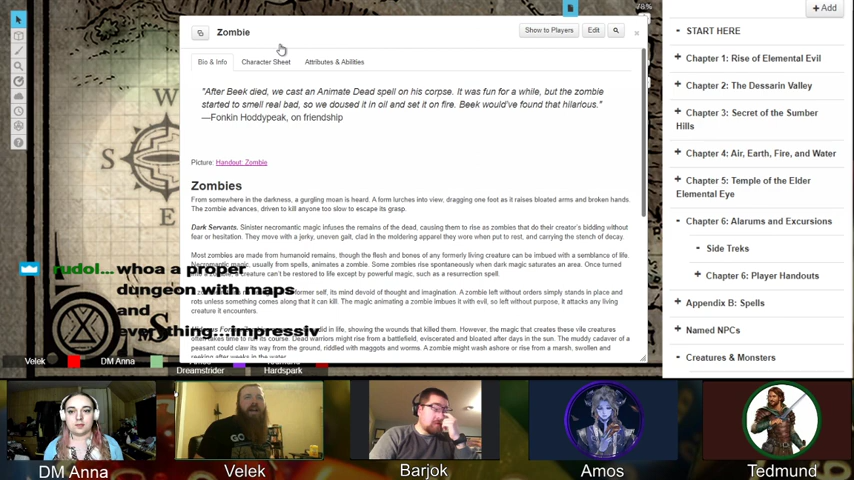 78%
+ Add
Zombie
Show to Players
Edit
Bio & Info
Character Sheet
Attributes & Abilities
"After Beek died, we cast an Animate Dead spell on his corpse. It was fun for a while, but the zombie
started to smell real bad, so we doused it in oil and set it on fire. Beek would've found that hilarious."
—Fonkin Hoddypeak, on friendship
Picture: Handout, Zombie
Zombies
From somewhere in the darkness, a gurgling moan is heard. A form lurches into view, dragging one foot as it raises bloated arms and broken hands.
The zombie advances, driven to kill anyone too slow to escape its grasp.
Dark Servants. Sinister necromantic magic infuses the remains of the dead, causing them to rise as zombies that do their creator's bidding without
fear or hesitation. They move with a jerky, uneven gait, clad in the moldering apparel they wore when put to rest, and carrying the stench of decay.
Most zombies are made from humanoid remains, though the flesh and bones of any formerly living creature can be imbued with a semblance of life.
Necromantic magic, usually from spells, animates a zombie. Some zombies rise spontaneously when dark magic saturates an area. Once turned
a creature can't be restored to life except by powerful magic, such as a resurrection spell.
former self, its mind devoid of thought and imagination. A zombie left without orders simply stands in place and
rots unless something comes along that it can kill. The magic animating a zombie imbues it with evil, so left without purpose, it attacks any living
creature it encounters.
in life, showing the wounds that killed them. However, the magic that creates these vile creatures
often takes time to run its course. Dead warriors might rise from a battlefield, eviscerated and bloated after days in the sun. The muddy cadaver of
a peasant could claw its way from the ground, riddled with maggots and worms. A zombie might wash ashore or rise from a marsh, swollen and
reeking after weeks in the water.
START HERE
+ Chapter 1: Rise of Elemental Evil
+ Chapter 2: The Dessarin Valley
+ Chapter 3: Secret of the Sumber
Hills
+ Chapter 4: Air, Earth, Fire, and Water
+ Chapter 5: Temple of the Elder
Elemental Eye
- Chapter 6: Alarums and Excursions
Side Treks
+ Chapter 6: Player Handouts
+ Appendix B: Spells
+ Named NPCs
- Creatures & Monsters
rudol... whoa a proper
dungeon with maps
and
everything...impressiv
W
S
Velek
DM Anna
Dreamstrider
Hardspark
GO
DM Anna
Velek
Barjok
Amos
Tedmund